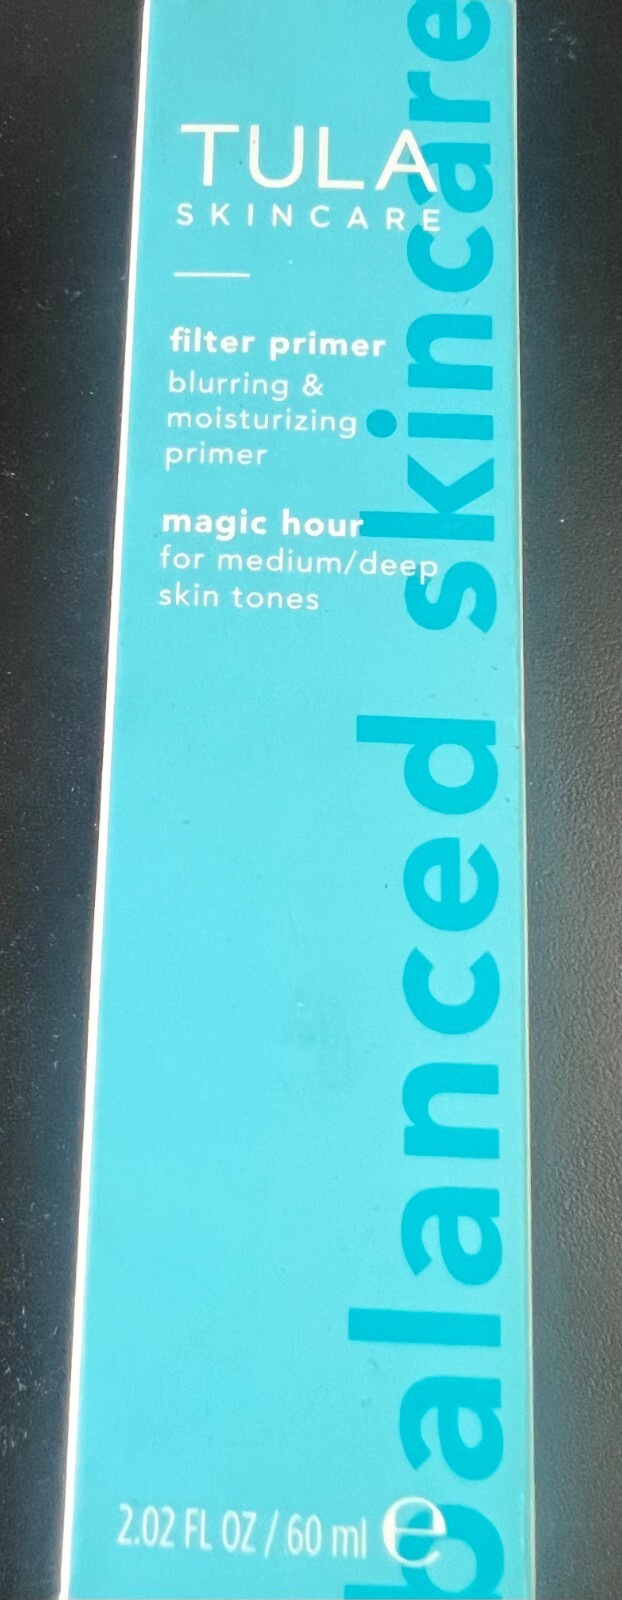 TULA
SKINCARE
filter primer
blurring &
moisturizing
primer
magic hour
for medium/deep
skin tones
balanced skincare
2.02 FL OZ / 60 ml e